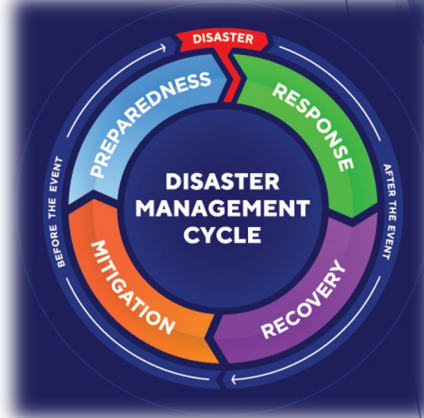 DISASTER
PREPAREDNESS
RESPONSE
BEFORE THE EVENT
AFTER THE EVENT
DISASTER
MANAGEMENT
CYCLE
MITIGATION
RECOVERY